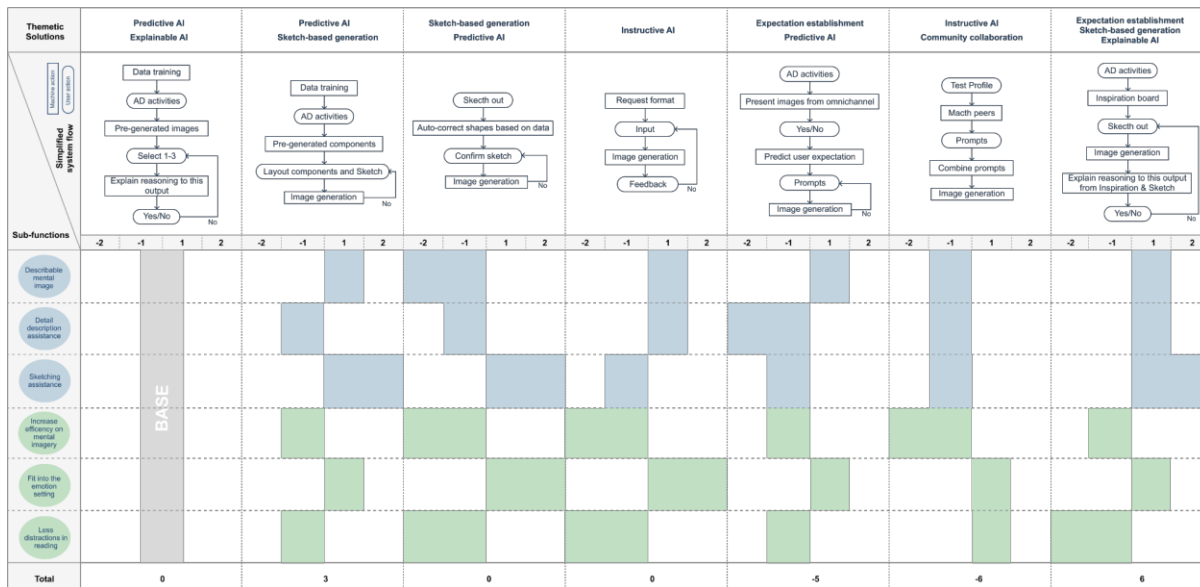 Themetic
Solutions
Predictive AI
Explainable AI
Predictive AI
Sketch-based generation
Sketch-based generation
Predictive AI
Instructive AI
Expectation establishment
Predictive AI
Instructive AI
Community collaboration
Expectation establishment
Sketch-based generation
Explainable AI
Machine action
User action
Simplified
system flow
Sub-functions
Data training
AD activities
Pre-generated images
Select 1-3
Explain reasoning to this
output
Yes/No
No
Data training
AD activities
Pre-generated components
Layout components and Sketch
Image generation
No
Skecth out
Auto-correct shapes based on data
Confirm sketch
Image generation
No
Request format
Input
Image generation
Feedback
No
AD activities
Present images from omnichannel
Yes/No
Predict user expectation
Prompts
Image generation
No
Test Profile
Macth peers
Prompts
Combine prompts
Image generation
AD activities
Inspiration board
Skecth out
Image generation
Explain reasoning to this output
from Inspiration & Sketch
Yes/No
No
-2 -1 1 2
-2 -1 1 2
-2 -1 1 2
-2 -1 1 2
-2 -1 1 2
-2 -1 1 2
-2 -1 1 2
Describable
mental
image
Detail
description
assistance
Sketching
assistance
Increase
efficency on
mental
imagery
Fit into the
emotion
setting
Less
distractions in
reading
BASE
Total 0 3 0 0 -5 -6 6